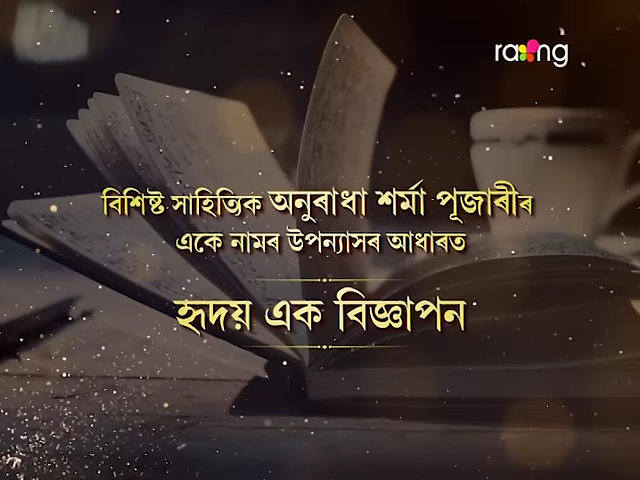 rang
বিশিষ্ট সাহিত্যিক অনুৰাধা শৰ্মা পূজাৰীৰ
একে নামৰ উপন্যাসৰ আধাৰত
হৃদয় এক বিজ্ঞাপন